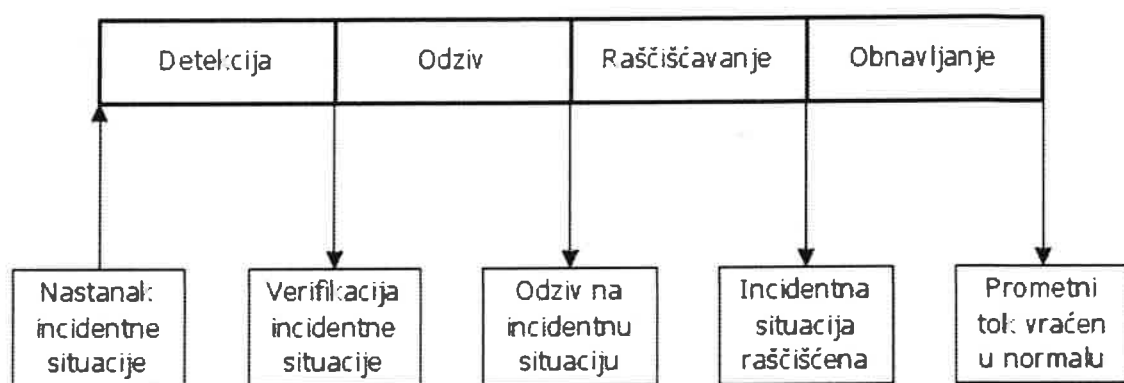 Detekcija
Odziv
Raščišćavanje
Obnavljanje
Nastanak
incidentne
situacije
Verifikacija
incidentne
situacije
Odziv na
incidentnu
situaciju
Incidentna
situacija
raščišćena
Prometni
tok vraćen
u normalu